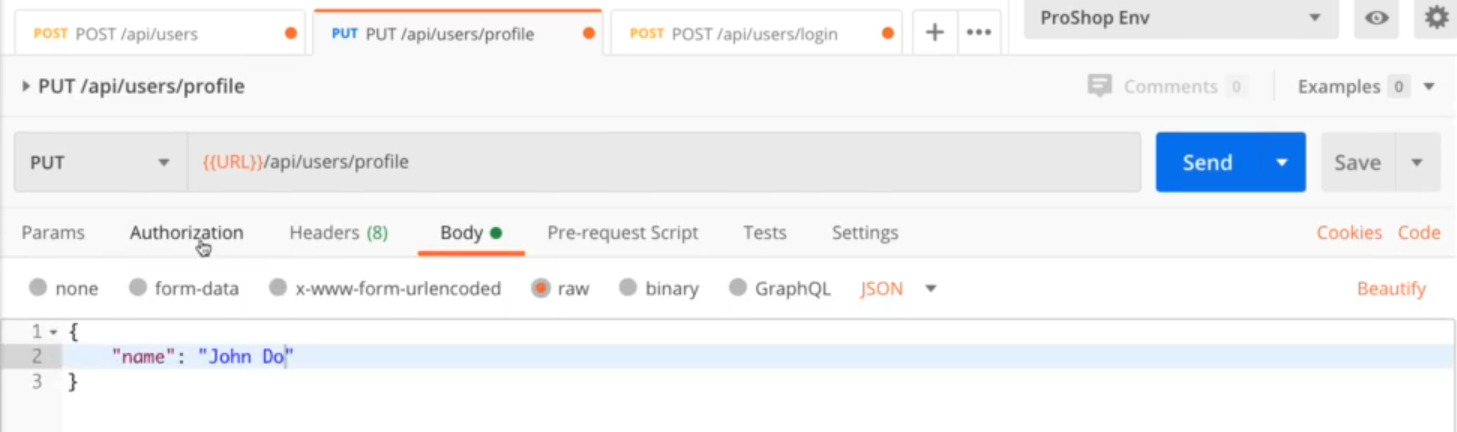 POST POST /api/users PUT PUT /api/users/profile POST POST /api/users/login + ••• ProShop Env
PUT /api/users/profile Comments 0 Examples 0
PUT {{URL}}/api/users/profile Send Save
Params Authorization Headers (8) Body Pre-request Script Tests Settings Cookies Code
none form-data x-www-form-urlencoded raw binary GraphQL JSON Beautify
1 {
2 "name": "John Do"
3 }